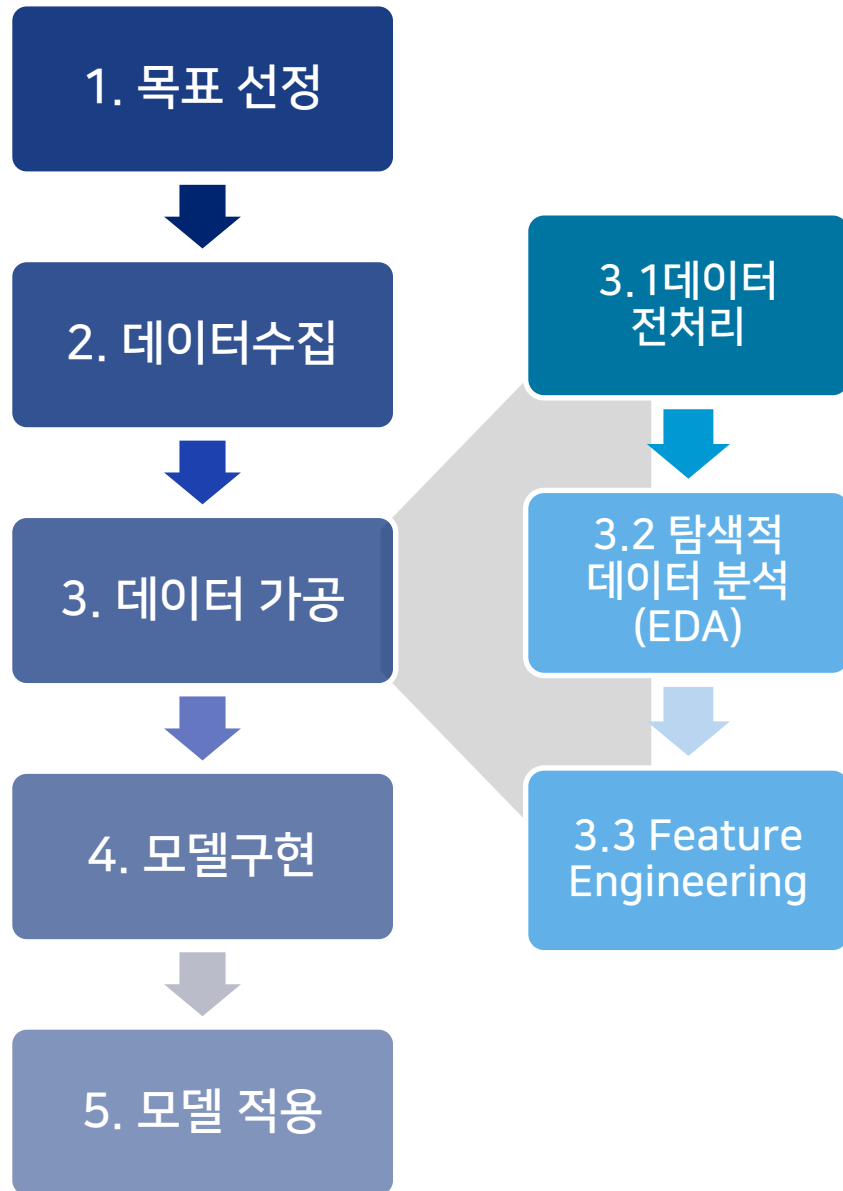 1. 목표 선정
2. 데이터수집
3. 데이터 가공
4. 모델구현
5. 모델 적용
3.1데이터
전처리
3.2 탐색적
데이터 분석
(EDA)
3.3 Feature
Engineering